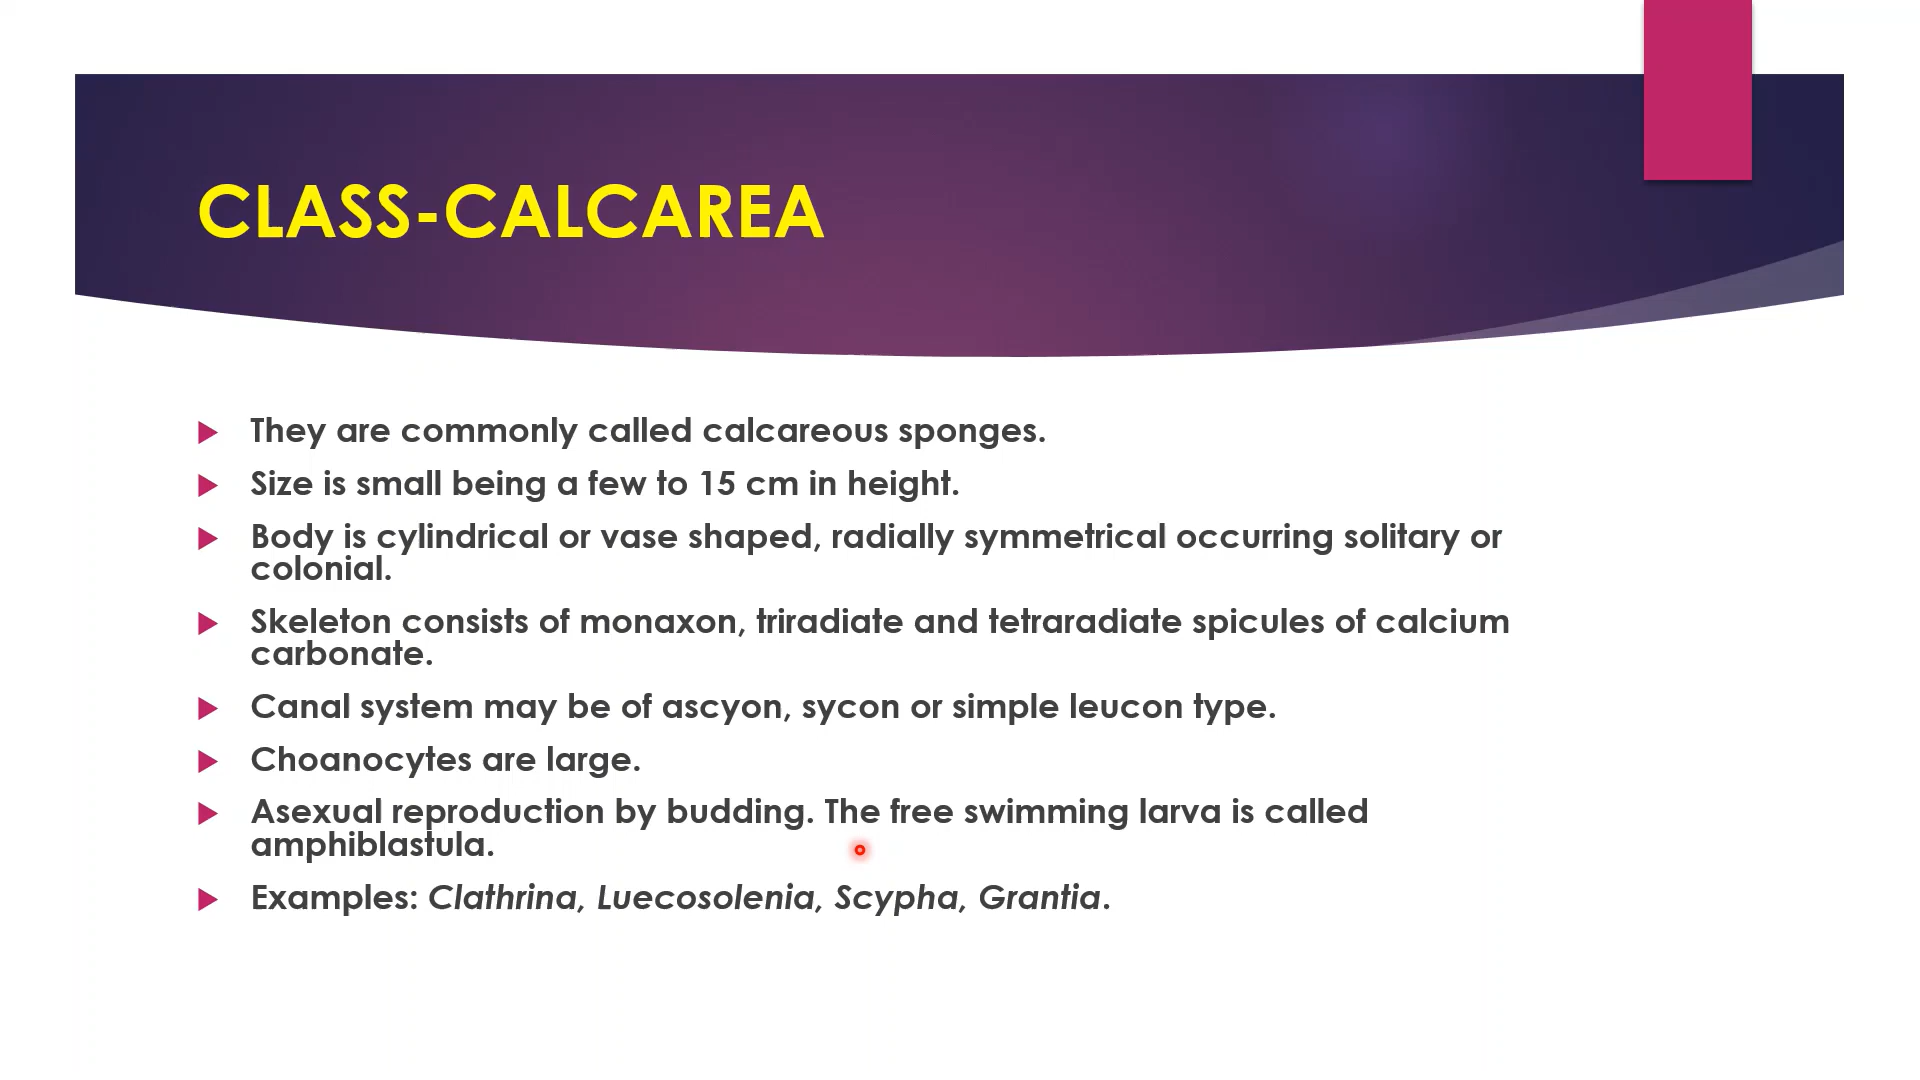 CLASS-CALCAREA
They are commonly called calcareous sponges.
Size is small being a few to 15 cm in height.
Body is cylindrical or vase shaped, radially symmetrical occurring solitary or
colonial.
Skeleton consists of monaxon, triradiate and tetraradiate spicules of calcium
carbonate.
Canal system may be of ascyon, sycon or simple leucon type.
Choanocytes are large.
Asexual reproduction by budding. The free swimming larva is called
amphiblastula.
Examples: Clathrina, Luecosolenia, Scypha, Grantia.